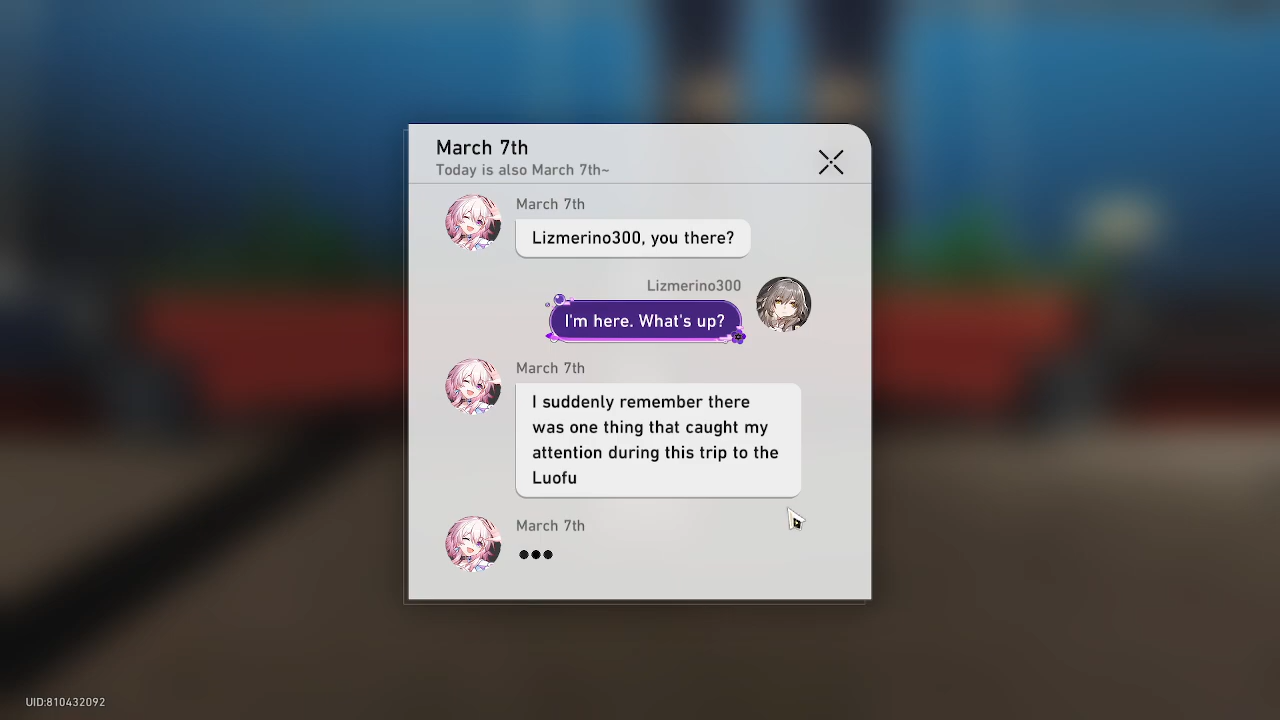 March 7th
Today is also March 7th~
March 7th
Lizmerino300, you there?
Lizmerino300
I'm here. What's up?
March 7th
I suddenly remember there
was one thing that caught my
attention during this trip to the
Luofu
March 7th
•••
UID:810432092